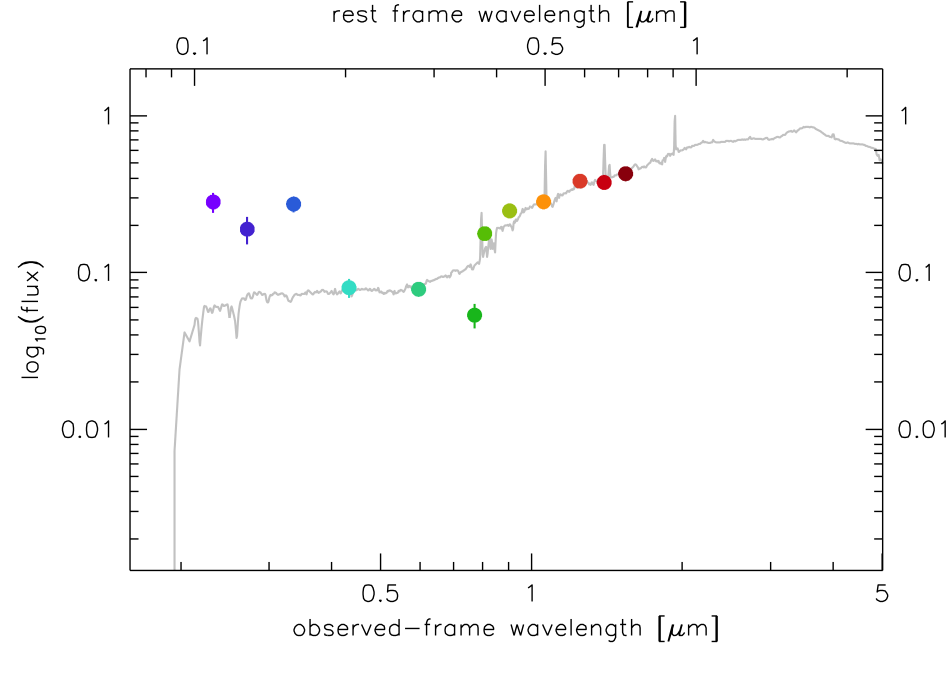 rest frame wavelength [μm]
0.1 0.5 1
1 1
0.1 0.1
0.01 0.01
log10(flux)
0.5 1 5
observed-frame wavelength [μm]